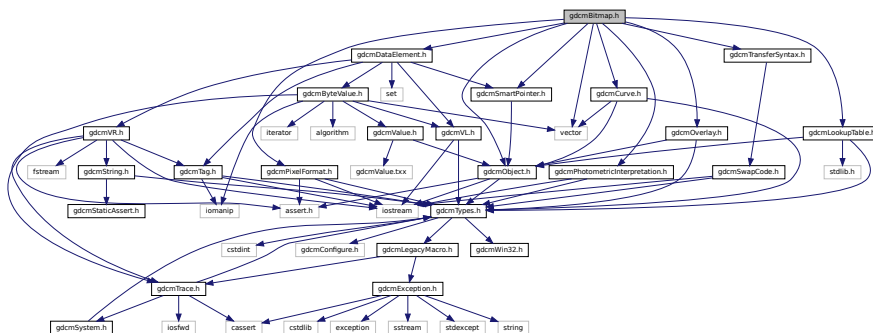 gdcmBitmap.h
gdcmDataElement.h
gdcmTransferSyntax.h
gdcmByteValue.h
set
gdcmSmartPointer.h
gdcmCurve.h
gdcmVR.h
iterator
algorithm
gdcmValue.h
gdcmVL.h
vector
gdcmOverlay.h
gdcmLookupTable.h
fstream
gdcmString.h
gdcmTag.h
gdcmPixelFormat.h
gdcmValue.txx
gdcmObject.h
gdcmPhotometricInterpretation.h
gdcmSwapCode.h
stdlib.h
gdcmStaticAssert.h
iomanip
assert.h
iostream
gdcmTypes.h
cstdint
gdcmConfigure.h
gdcmLegacyMacro.h
gdcmWin32.h
gdcmTrace.h
gdcmException.h
gdcmSystem.h
iosfwd
cassert
cstdlib
exception
sstream
stdexcept
string